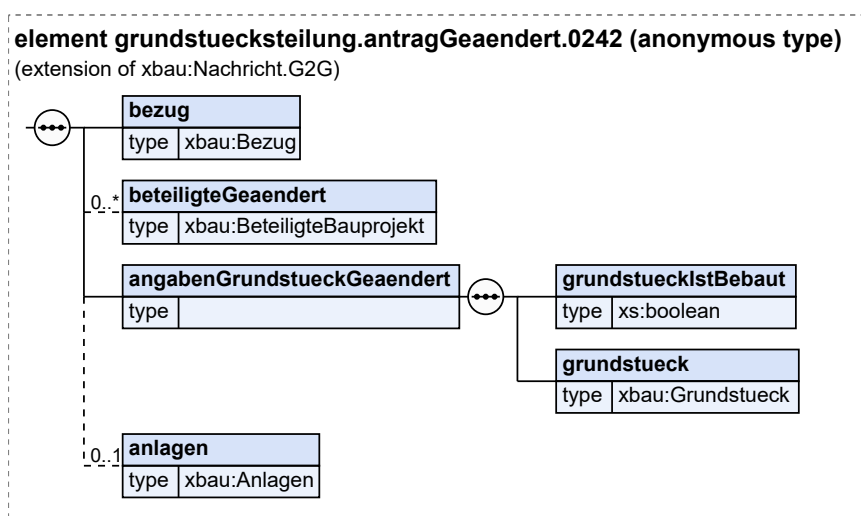 element grundstuecksteilung.antragGeaendert.0242 (anonymous type)
(extension of xbau:Nachricht.G2G)
bezug
type xbau:Bezug
0..* beteiligteGeaendert
type xbau:BeteiligteBauprojekt
angabenGrundstueckGeaendert
type
grundstueckIstBebaut
type xs:boolean
grundstueck
type xbau:Grundstueck
0..1 anlagen
type xbau:Anlagen